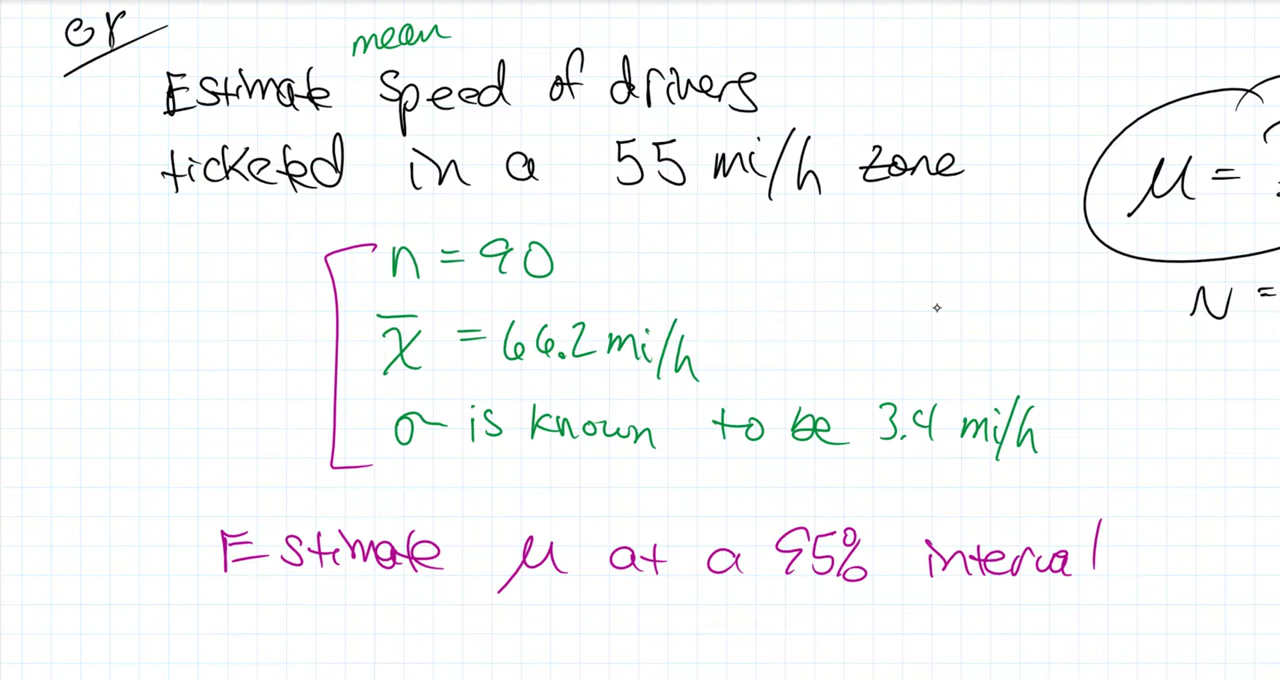 ex
mean
Estimate speed of drivers
ticketed in a 55 mi/h zone
μ =
n = 90
N =
x̄ = 66.2 mi/h
σ is known to be 3.4 mi/h
Estimate μ at a 95% interval